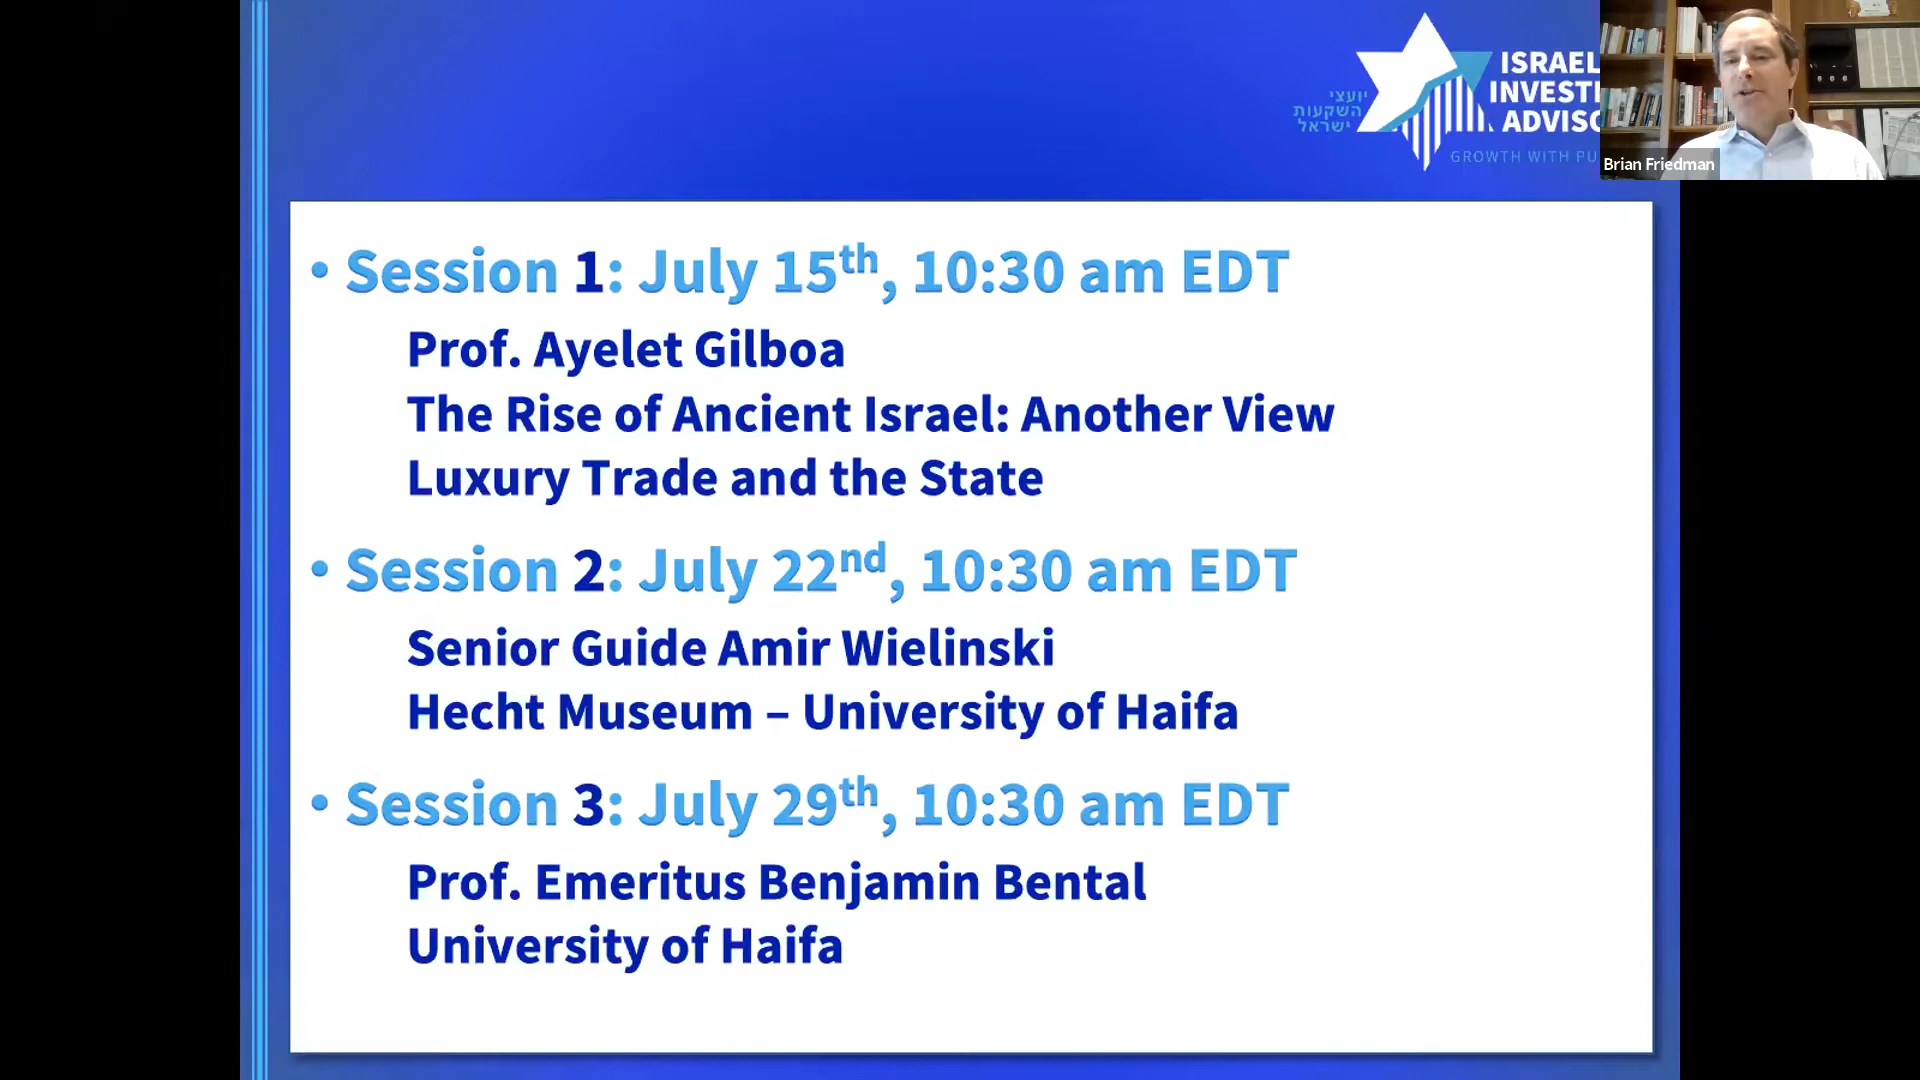 יועצי
השקעות
ישראל
ISRAEL
INVEST
ADVISO
GROWTH WITH PU
Brian Friedman
• Session 1: July 15th, 10:30 am EDT
Prof. Ayelet Gilboa
The Rise of Ancient Israel: Another View
Luxury Trade and the State
• Session 2: July 22nd, 10:30 am EDT
Senior Guide Amir Wielinski
Hecht Museum – University of Haifa
• Session 3: July 29th, 10:30 am EDT
Prof. Emeritus Benjamin Bental
University of Haifa